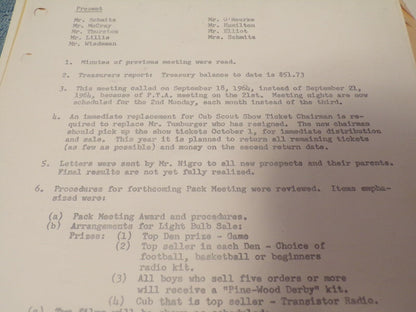 Present
Mr. Schmitz Mr. O'Rourke
Mr. McCray Mr. Hamilton
Mr. Thurston Mr. Elliot
Mr. Lillis Mrs. Schmitz
Mr. Wiedeman
1. Minutes of previous meeting were read.
2. Treasurers report: Treasury balance to date is $51.73
3. This meeting called on September 18, 1964, instead of September 21,
1964, because of P.T.A. meeting on the 21st. Meeting nights are now
scheduled for the 2nd Monday, each month instead of the third.
4. An immediate replacement for Cub Scout Show Ticket Chairman is re-
quired to replace Mr. Tumburger who has resigned. The new chairman
should pick up the show tickets October 1, for immediate distribution
and sale. This year it is planned to return all remaining tickets
(as few as possible) and money on the second return date.
5. Letters were sent by Mr. Nigro to all new prospects and their parents.
Final results are not yet fully realized.
6. Procedures for forthcoming Pack Meeting were reviewed. Items empha-
sized were:
(a) Pack Meeting Award and procedures.
(b) Arrangements for Light Bulb Sale:
Prizes: (1) Top Den prize - Game
(2) Top seller in each Den - Choice of
football, basketball or beginners
radio kit.
(3) All boys who sell five orders or more
will receive a "Pine-Wood Derby" kit.
(4) Cub that is top seller - Transistor Radio.